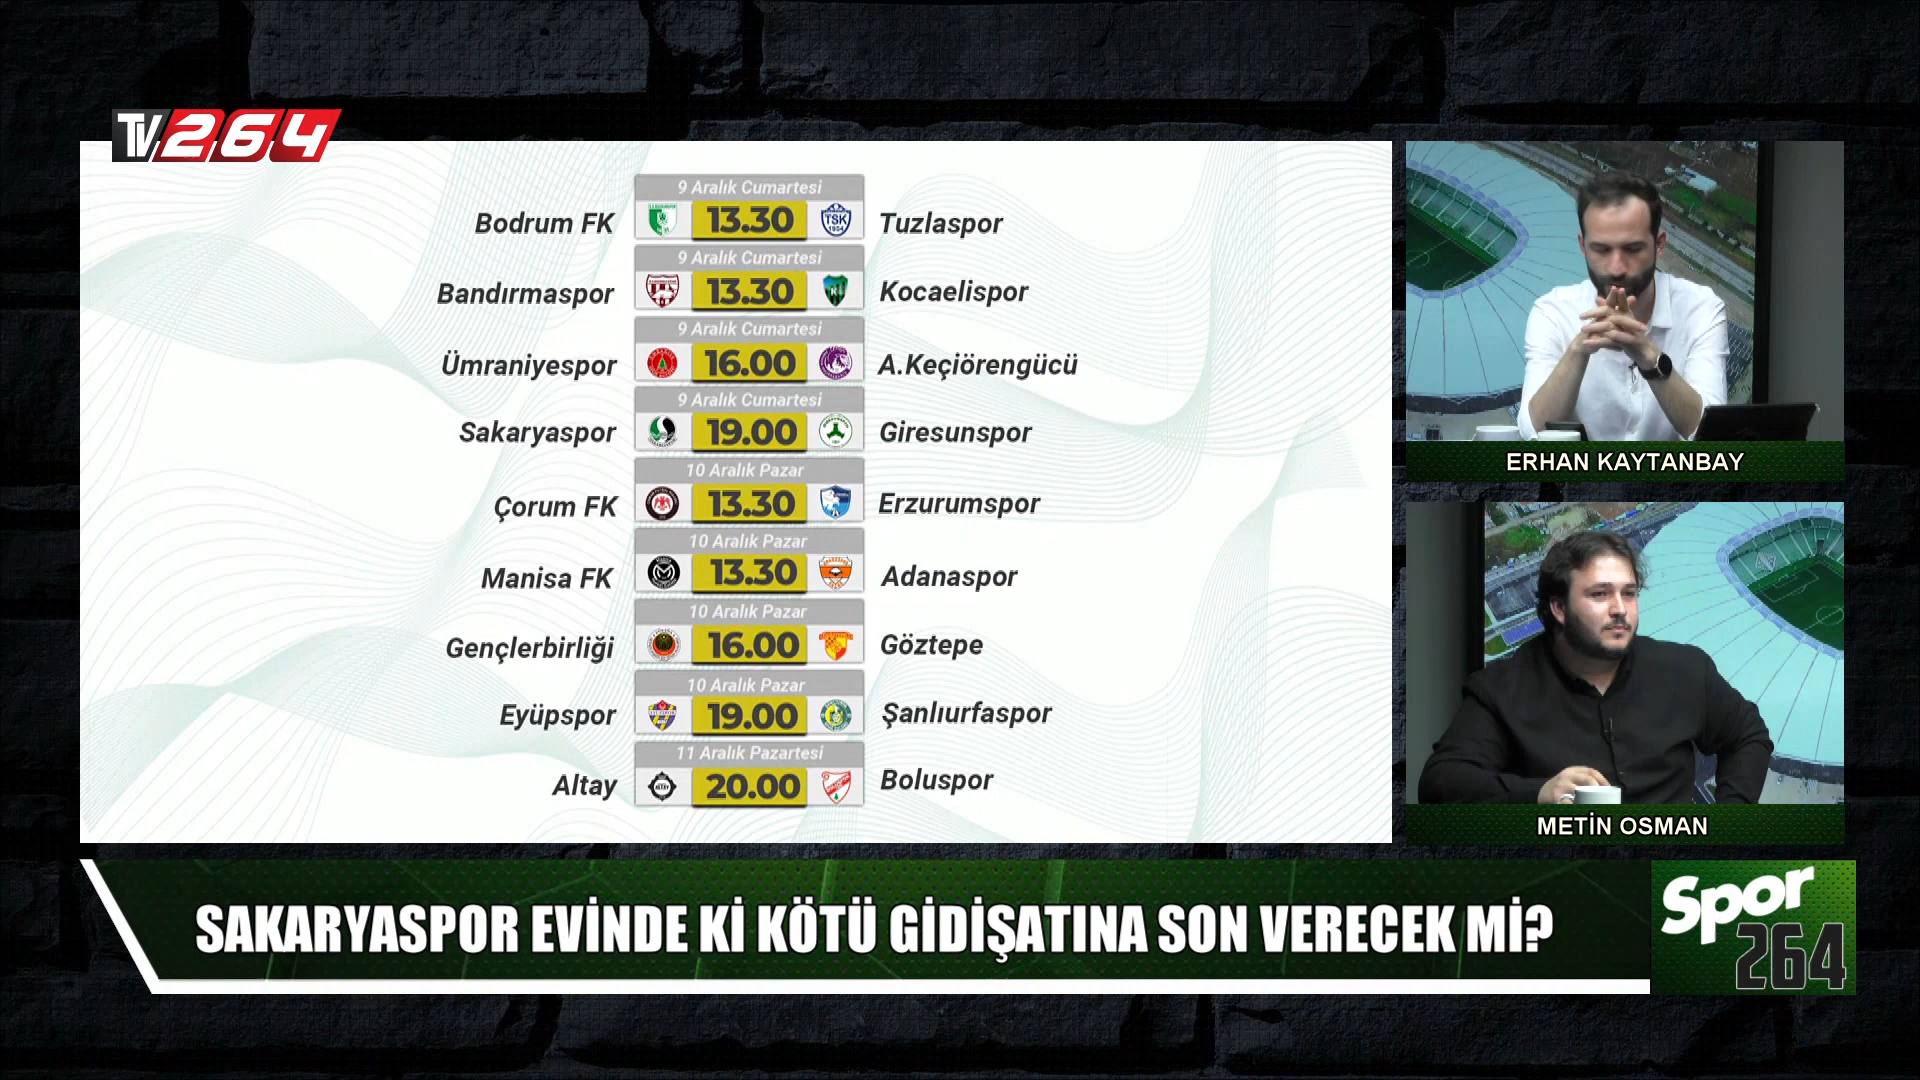 TV264
9 Aralık Cumartesi
Bodrum FK 13.30 TSK 1954 Tuzlaspor
9 Aralık Cumartesi
Bandırmaspor 13.30 Kocaelispor
9 Aralık Cumartesi
Ümraniyespor 16.00 A.Keçiörengücü
9 Aralık Cumartesi
Sakaryaspor 19.00 Giresunspor
10 Aralık Pazar
Çorum FK 13.30 Erzurumspor
10 Aralık Pazar
Manisa FK 13.30 Adanaspor
10 Aralık Pazar
Gençlerbirliği 16.00 Göztepe
10 Aralık Pazar
Eyüpspor 19.00 Şanlıurfaspor
11 Aralık Pazartesi
Altay ALTAY 20.00 Boluspor
ERHAN KAYTANBAY
METİN OSMAN
SAKARYASPOR EVİNDE Kİ KÖTÜ GİDİŞATINA SON VERECEK Mİ?
Spor
264